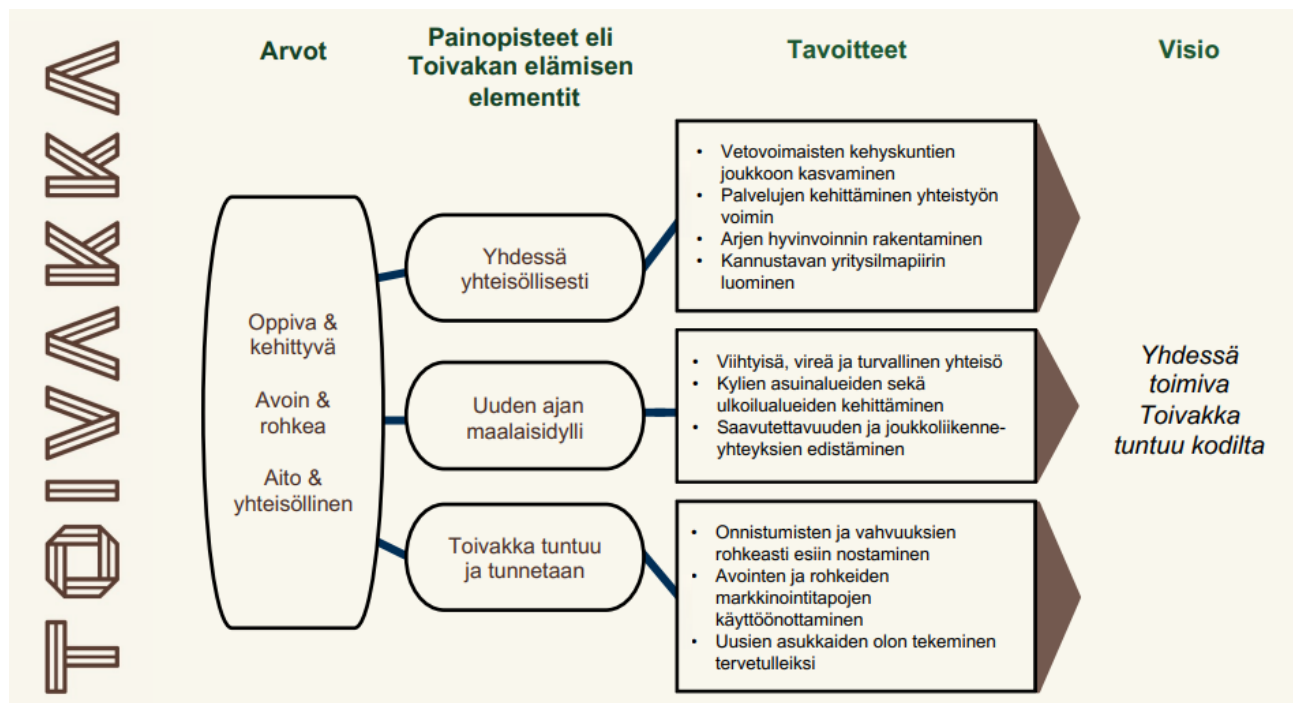 TOIVAKKA
Arvot
Painopisteet eli
Toivakan elämisen
elementit
Tavoitteet
Visio
Oppiva &
kehittyvä
Avoin &
rohkea
Aito &
yhteisöllinen
Yhdessä
yhteisöllisesti
Uuden ajan
maalaisidylli
Toivakka tuntuu
ja tunnetaan
• Vetovoimaisten kehyskuntien
joukkoon kasvaminen
• Palvelujen kehittäminen yhteistyön
voimin
• Arjen hyvinvoinnin rakentaminen
• Kannustavan yritysilmapiirin
luominen
• Viihtyisä, vireä ja turvallinen yhteisö
• Kylien asuinalueiden sekä
ulkoilualueiden kehittäminen
• Saavutettavuuden ja joukkoliikenne-
yhteyksien edistäminen
• Onnistumisten ja vahvuuksien
rohkeasti esiin nostaminen
• Avointen ja rohkeiden
markkinointitapojen
käyttöönottaminen
• Uusien asukkaiden olon tekeminen
tervetulleiksi
Yhdessä
toimiva
Toivakka
tuntuu kodilta